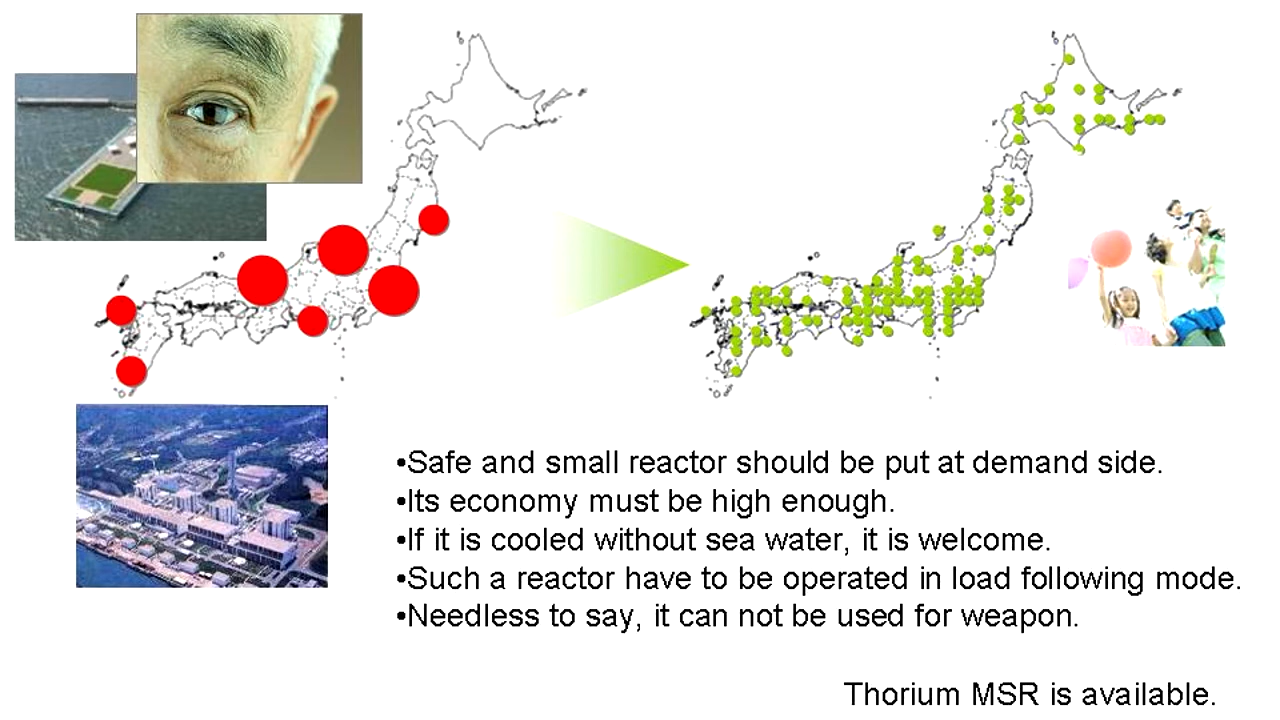 •Safe and small reactor should be put at demand side.
•Its economy must be high enough.
•If it is cooled without sea water, it is welcome.
•Such a reactor have to be operated in load following mode.
•Needless to say, it can not be used for weapon.
Thorium MSR is available.